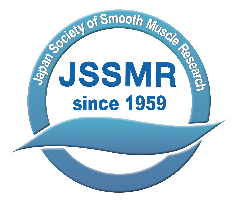 Japan Society of Smooth Muscle Research
JSSMR
since 1959